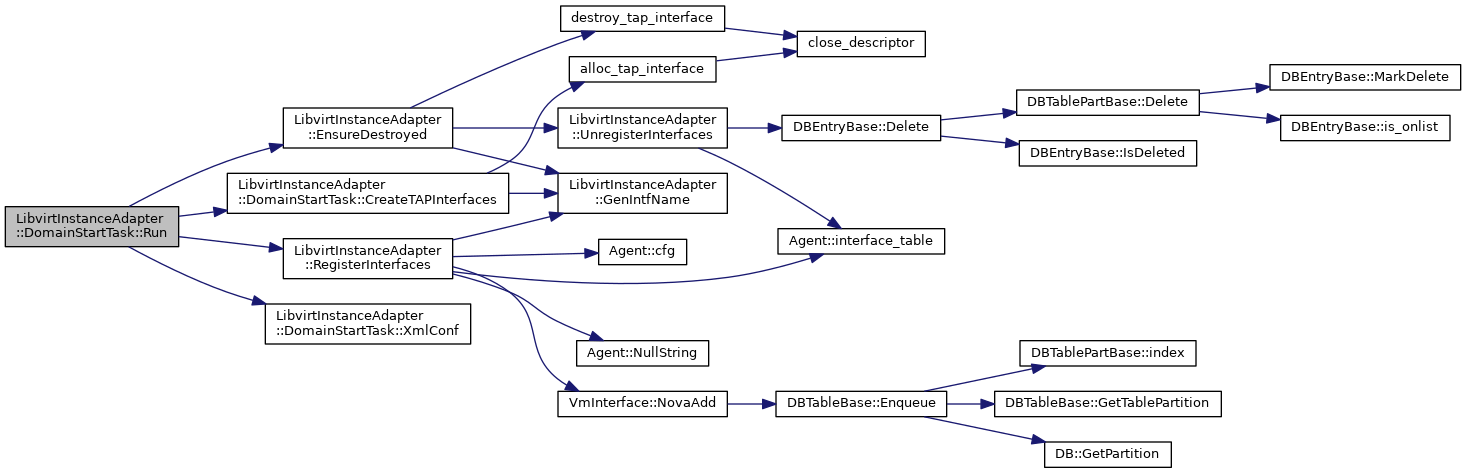 LibvirtInstanceAdapter
::DomainStartTask::Run
LibvirtInstanceAdapter
::EnsureDestroyed
LibvirtInstanceAdapter
::DomainStartTask::CreateTAPInterfaces
LibvirtInstanceAdapter
::RegisterInterfaces
LibvirtInstanceAdapter
::DomainStartTask::XmlConf
destroy_tap_interface
alloc_tap_interface
LibvirtInstanceAdapter
::UnregisterInterfaces
LibvirtInstanceAdapter
::GenIntfName
Agent::cfg
Agent::NullString
VmInterface::NovaAdd
close_descriptor
DBEntryBase::Delete
Agent::interface_table
DBTableBase::Enqueue
DBTablePartBase::Delete
DBEntryBase::IsDeleted
DBTablePartBase::index
DBTableBase::GetTablePartition
DB::GetPartition
DBEntryBase::MarkDelete
DBEntryBase::is_onlist